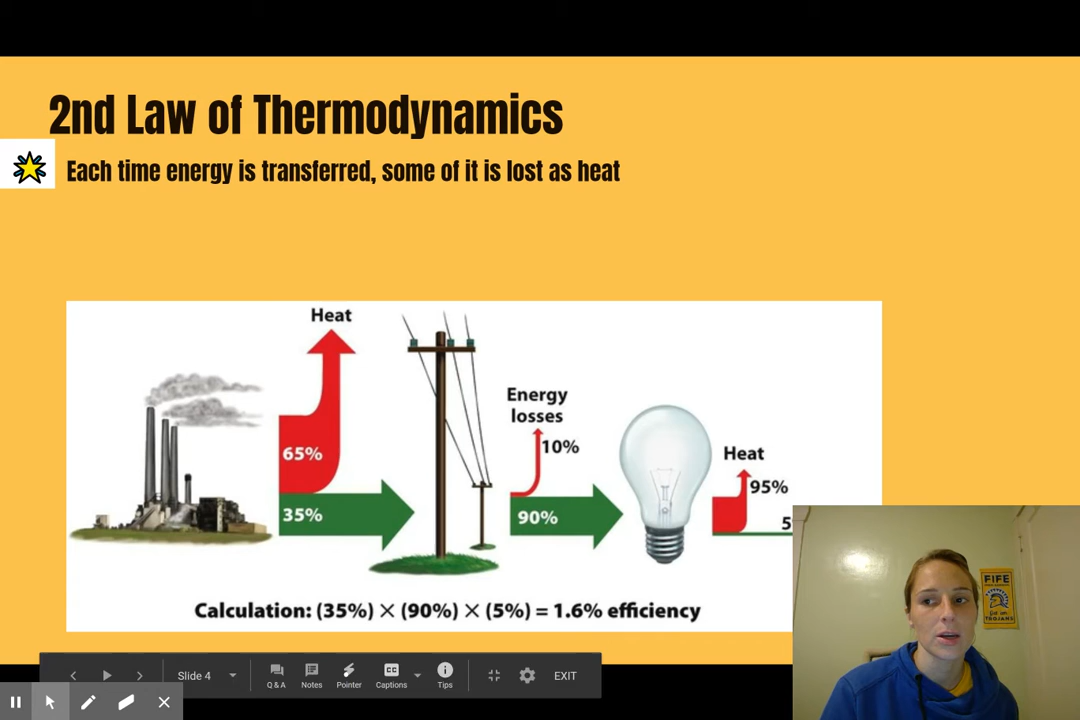 2nd Law of Thermodynamics
Each time energy is transferred, some of it is lost as heat
Heat
65%
35%
Energy
losses
10%
90%
Heat
95%
5
Calculation: (35%) × (90%) × (5%) = 1.6% efficiency
FIFE
TROJANS
Slide 4
Q & A
Notes
Pointer
CC
Captions
Tips
EXIT